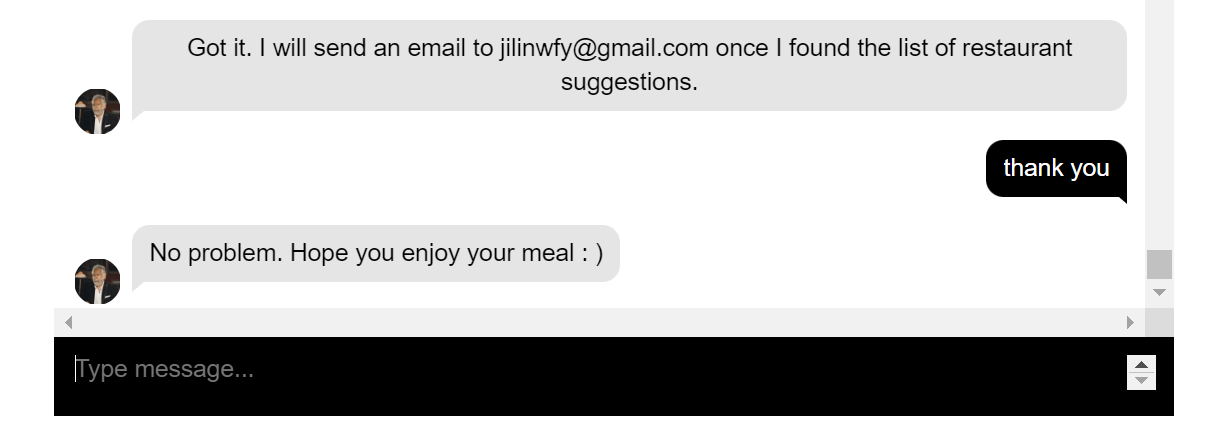 Got it. I will send an email to jilinwfy@gmail.com once I found the list of restaurant
suggestions.
thank you
No problem. Hope you enjoy your meal : )
Type message...